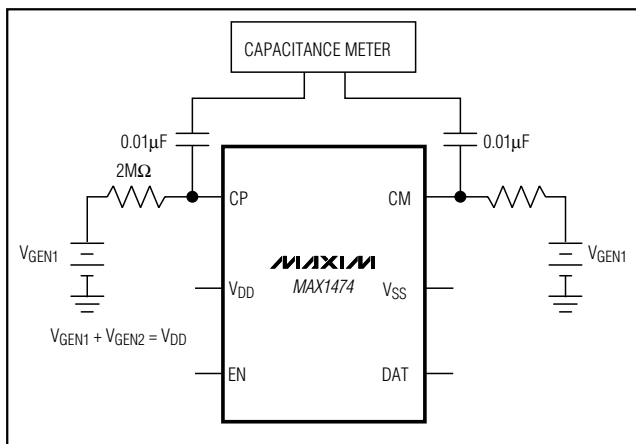 CAPACITANCE METER
0.01µF
0.01µF
2MΩ
CP
CM
VGEN1
VGEN1
MAXIM
MAX1474
VDD
VSS
VGEN1 + VGEN2 = VDD
EN
DAT